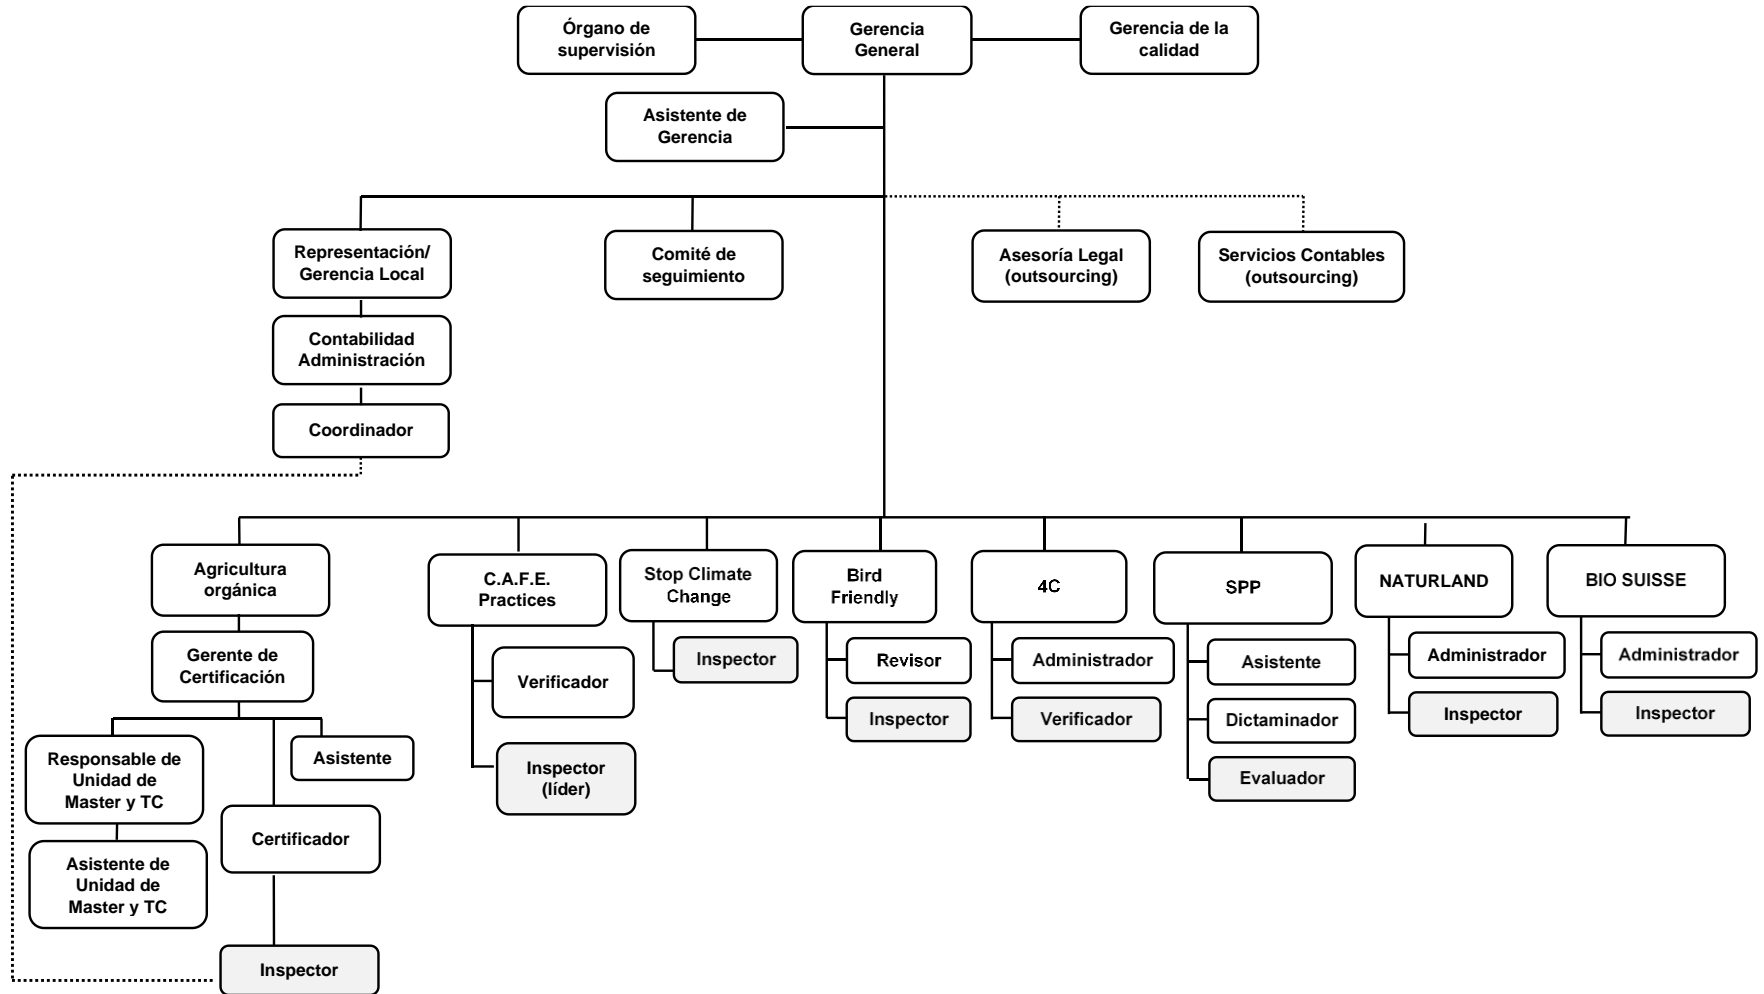 Órgano de
supervisión
Gerencia
General
Gerencia de la
calidad
Asistente de
Gerencia
Representación/
Gerencia Local
Comité de
seguimiento
Asesoría Legal
(outsourcing)
Servicios Contables
(outsourcing)
Contabilidad
Administración
Coordinador
Agricultura
orgánica
C.A.F.E.
Practices
Stop Climate
Change
Bird
Friendly
4C
SPP
NATURLAND
BIO SUISSE
Gerente de
Certificación
Verificador
Inspector
Revisor
Administrador
Asistente
Administrador
Administrador
Inspector
Verificador
Dictaminador
Inspector
Inspector
Responsable de
Unidad de
Master y TC
Asistente
Inspector
(líder)
Evaluador
Certificador
Asistente de
Unidad de
Master y TC
Inspector